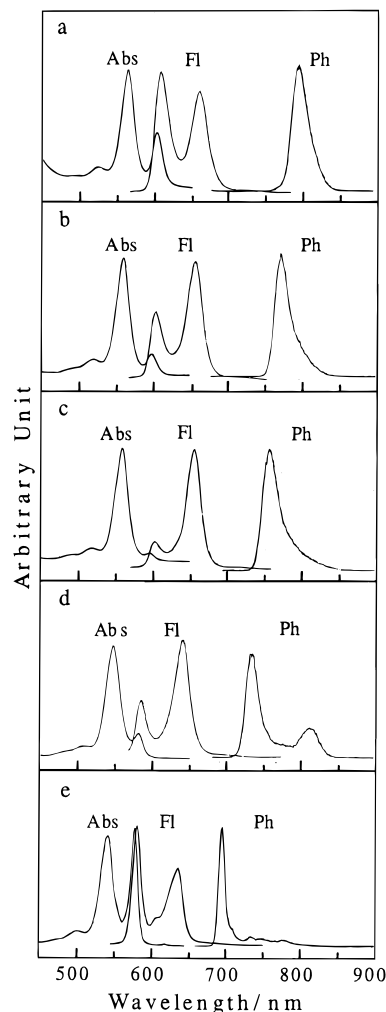 a
Abs Fl Ph
b
Abs Fl Ph
c
Abs Fl Ph
d
Abs Fl Ph
e
Abs Fl Ph
Arbitrary Unit
500 600 700 800 900
Wavelength/nm